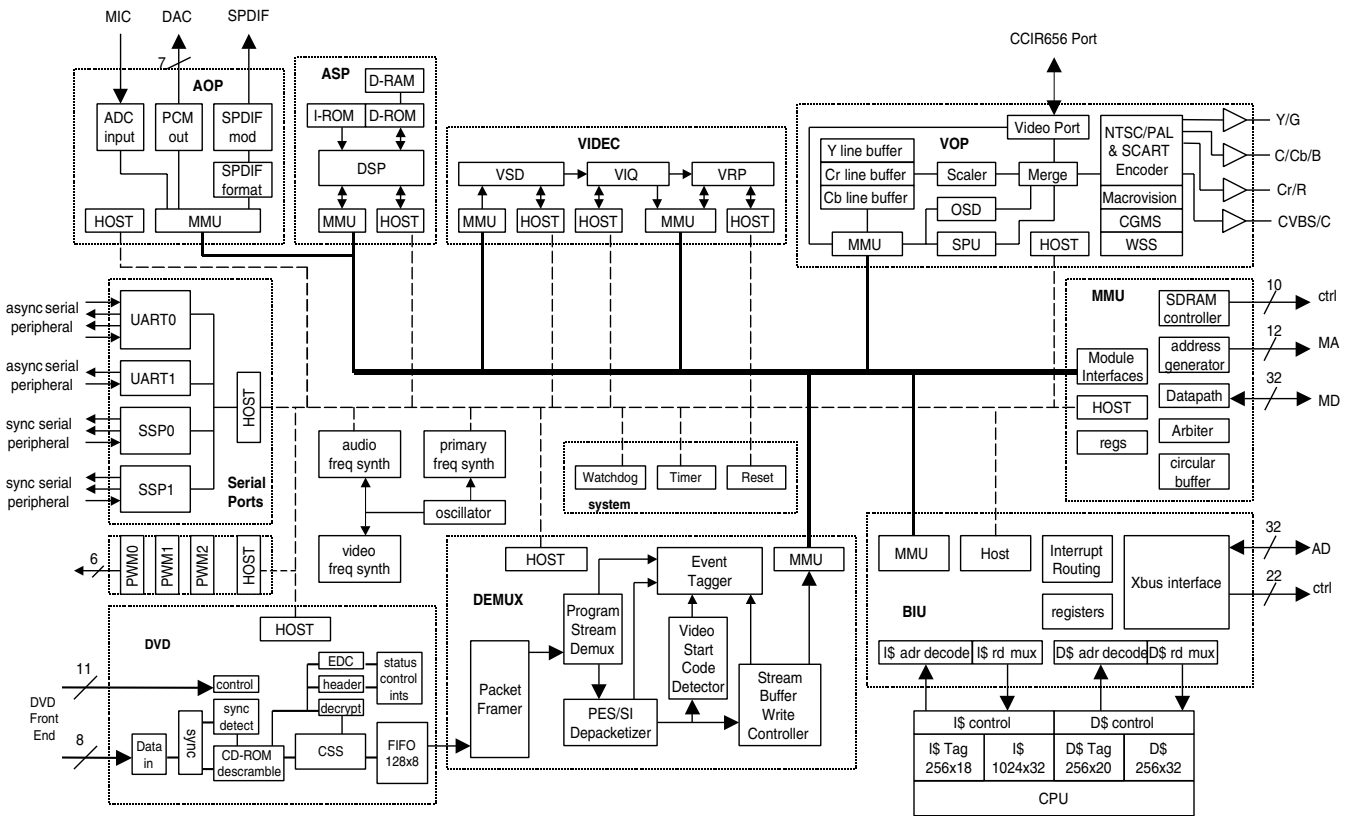 MIC
DAC
SPDIF
7
AOP
ADC
input
PCM
out
SPDIF
mod
SPDIF
format
HOST
MMU
ASP
D-RAM
I-ROM
D-ROM
DSP
MMU
HOST
VIDEC
VSD
VIQ
VRP
MMU
HOST
HOST
MMU
HOST
CCIR656 Port
VOP
Video Port
Y line buffer
Cr line buffer
Cb line buffer
Scaler
Merge
OSD
SPU
MMU
HOST
NTSC/PAL
& SCART
Encoder
Macrovision
CGMS
WSS
Y/G
C/Cb/B
Cr/R
CVBS/C
async serial
peripheral
async serial
peripheral
sync serial
peripheral
sync serial
peripheral
UART0
UART1
SSP0
SSP1
HOST
Serial
Ports
MMU
SDRAM
controller
address
generator
Module
Interfaces
Datapath
HOST
Arbiter
regs
circular
buffer
10
ctrl
12
MA
32
MD
audio
freq synth
primary
freq synth
oscillator
video
freq synth
Watchdog
Timer
Reset
system
6
PWM0
PWM1
PWM2
HOST
DVD
HOST
11
DVD
Front
End
8
control
sync
detect
Data
in
sync
CD-ROM
descramble
EDC
header
decrypt
status
control
ints
CSS
FIFO
128x8
DEMUX
HOST
Event
Tagger
MMU
Program
Stream
Demux
Packet
Framer
Video
Start
Code
Detector
PES/SI
Depacketizer
Stream
Buffer
Write
Controller
BIU
MMU
Host
Interrupt
Routing
registers
Xbus interface
32
AD
22
ctrl
I$ adr decode
I$ rd mux
D$ adr decode
D$ rd mux
I$ control
D$ control
I$ Tag
256x18
I$
1024x32
D$ Tag
256x20
D$
256x32
CPU